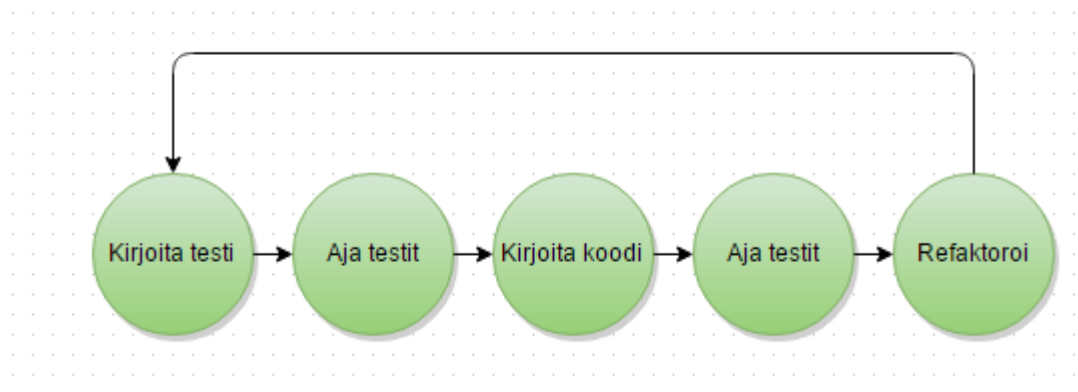 Kirjoita testi
Aja testit
Kirjoita koodi
Aja testit
Refaktoroi